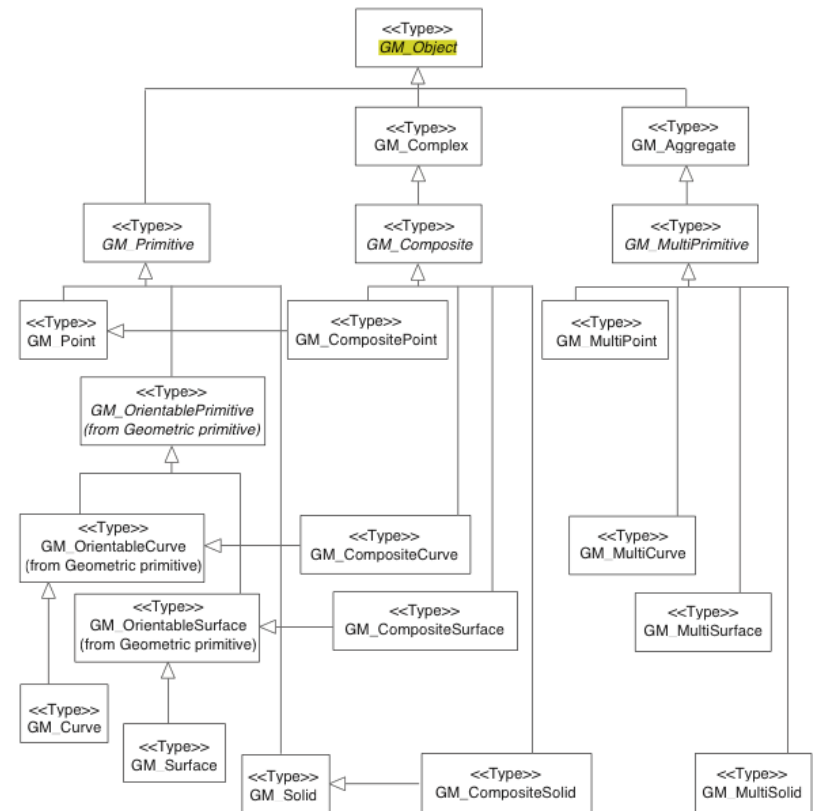 <<Type>>
GM_Object
<<Type>>
GM_Complex
<<Type>>
GM_Aggregate
<<Type>>
GM_Primitive
<<Type>>
GM_Composite
<<Type>>
GM_MultiPrimitive
<<Type>>
GM_Point
<<Type>>
GM_CompositePoint
<<Type>>
GM_MultiPoint
<<Type>>
GM_OrientablePrimitive
(from Geometric primitive)
<<Type>>
GM_OrientableCurve
(from Geometric primitive)
<<Type>>
GM_CompositeCurve
<<Type>>
GM_MultiCurve
<<Type>>
GM_OrientableSurface
(from Geometric primitive)
<<Type>>
GM_CompositeSurface
<<Type>>
GM_MultiSurface
<<Type>>
GM_Curve
<<Type>>
GM_Surface
<<Type>>
GM_Solid
<<Type>>
GM_CompositeSolid
<<Type>>
GM_MultiSolid